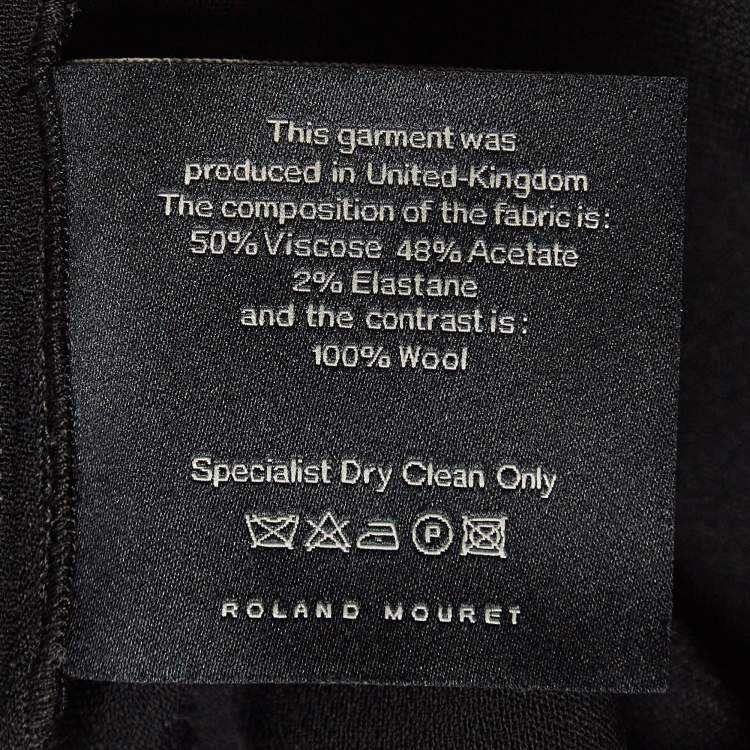 This garment was
produced in United-Kingdom
The composition of the fabric is:
50% Viscose 48% Acetate
2% Elastane
and the contrast is:
100% Wool
Specialist Dry Clean Only
P
ROLAND MOURET